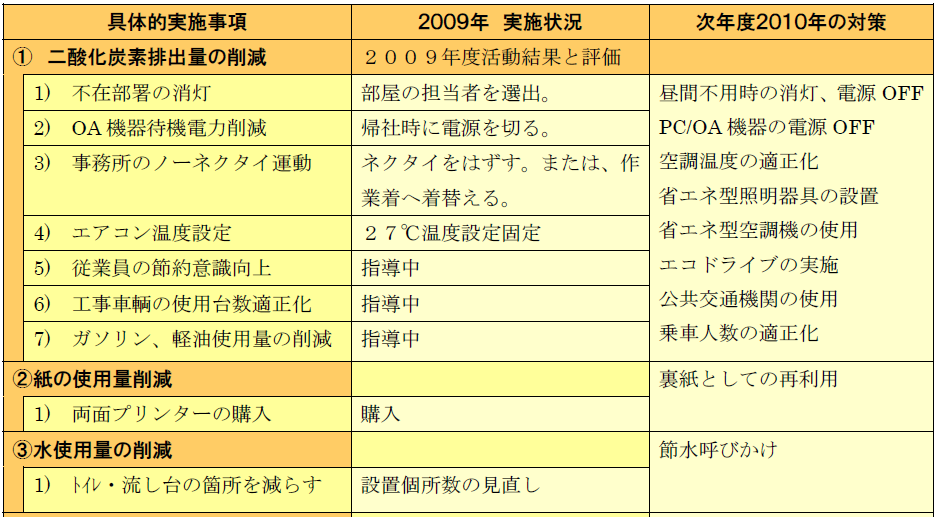 具体的実施事項 2009年 実施状況 次年度2010年の対策
① 二酸化炭素排出量の削減 ２００９年度活動結果と評価
1) 不在部署の消灯 部屋の担当者を選出。 昼間不用時の消灯、電源 OFF
2) OA 機器待機電力削減 帰社時に電源を切る。 PC/OA 機器の電源 OFF
3) 事務所のノーネクタイ運動 ネクタイをはずす。または、作 空調温度の適正化
業着へ着替える。 省エネ型照明器具の設置
4) エアコン温度設定 ２７℃温度設定固定 省エネ型空調機の使用
5) 従業員の節約意識向上 指導中 エコドライブの実施
6) 工事車輌の使用台数適正化 指導中 公共交通機関の使用
7) ガソリン、軽油使用量の削減 指導中 乗車人数の適正化
②紙の使用量削減 裏紙としての再利用
1) 両面プリンターの購入 購入
③水使用量の削減 節水呼びかけ
1) ﾄｲﾚ・流し台の箇所を減らす 設置個所数の見直し